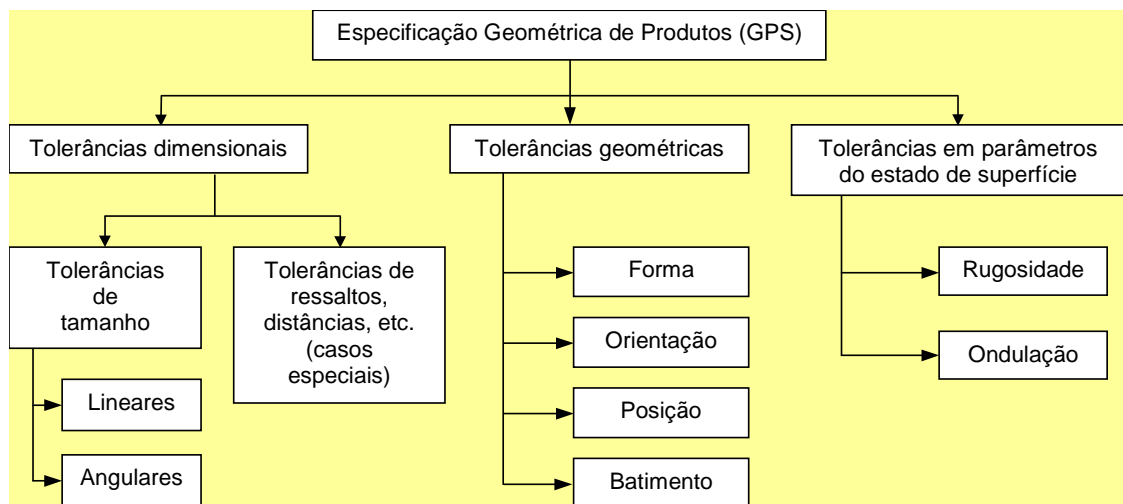 Especificação Geométrica de Produtos (GPS)
Tolerâncias dimensionais
Tolerâncias geométricas
Tolerâncias em parâmetros
do estado de superfície
Tolerâncias
de
tamanho
Tolerâncias de
ressaltos,
distâncias, etc.
(casos
especiais)
Lineares
Angulares
Forma
Orientação
Posição
Batimento
Rugosidade
Ondulação